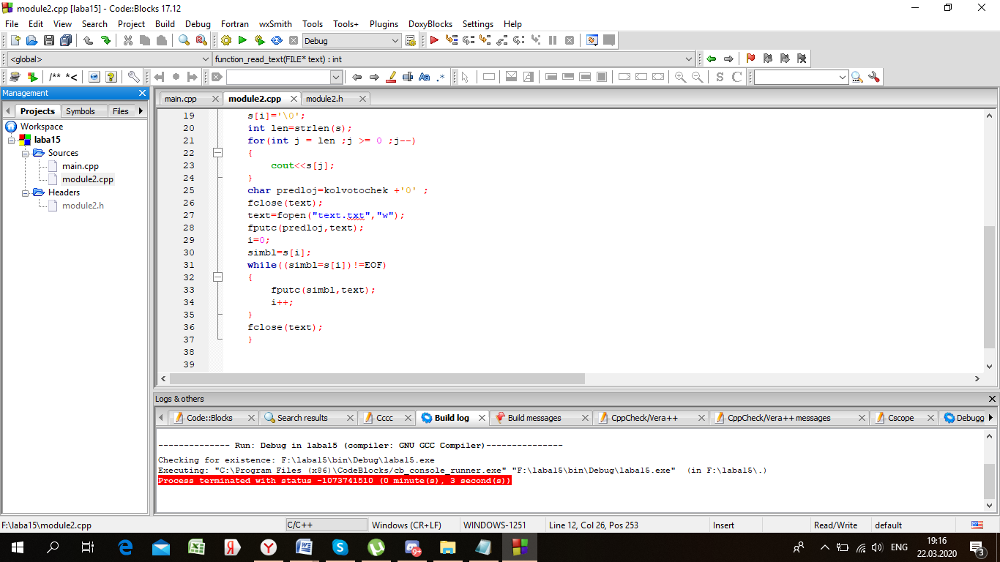 module2.cpp [laba15] - Code::Blocks 17.12
File Edit View Search Project Build Debug Fortran wxSmith Tools Tools+ Plugins DoxyBlocks Settings Help
Debug
<global> function_read_text(FILE* text) : int
/** *< Aa .* S C
Management
Projects Symbols Files
Workspace
laba15
Sources
main.cpp
module2.cpp
Headers
module2.h
main.cpp module2.cpp module2.h
19 s[i]='\0';
20 int len=strlen(s);
21 for(int j = len ;j >= 0 ;j--)
22 {
23 cout<<s[j];
24 }
25 char predloj=kolvotochek +'0' ;
26 fclose(text);
27 text=fopen("text.txt","w");
28 fputc(predloj,text);
29 i=0;
30 simbl=s[i];
31 while((simbl=s[i])!=EOF)
32 {
33 fputc(simbl,text);
34 i++;
35 }
36 fclose(text);
37 }
38
39
Logs & others
Code::Blocks Search results Cccc Build log Build messages CppCheck/Vera++ CppCheck/Vera++ messages Cscope Debugg
-------------- Run: Debug in laba15 (compiler: GNU GCC Compiler)---------------
Checking for existence: F:\laba15\bin\Debug\laba15.exe
Executing: "C:\Program Files (x86)\CodeBlocks/cb_console_runner.exe" "F:\laba15\bin\Debug\laba15.exe"  (in F:\laba15\.)
Process terminated with status -1073741510 (0 minute(s), 3 second(s))
F:\laba15\module2.cpp C/C++ Windows (CR+LF) WINDOWS-1251 Line 12, Col 26, Pos 253 Insert Read/Write default
ENG 19:16
22.03.2020 3
9+